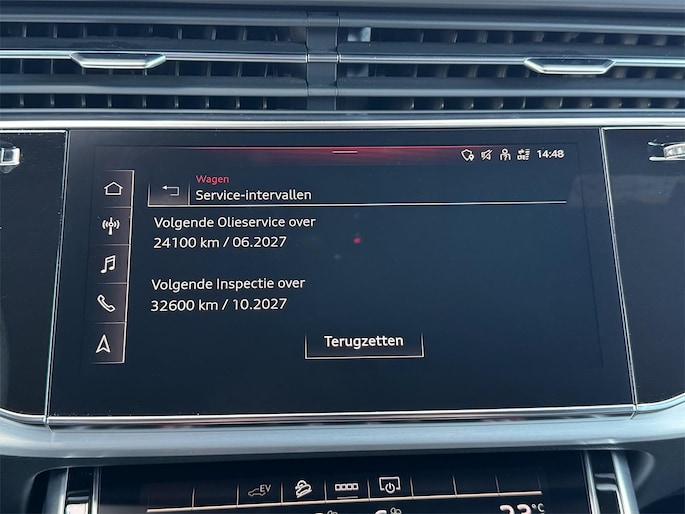 14:48
Wagen
Service-intervallen
Volgende Olieservice over
24100 km / 06.2027
Volgende Inspectie over
32600 km / 10.2027
Terugzetten
EV